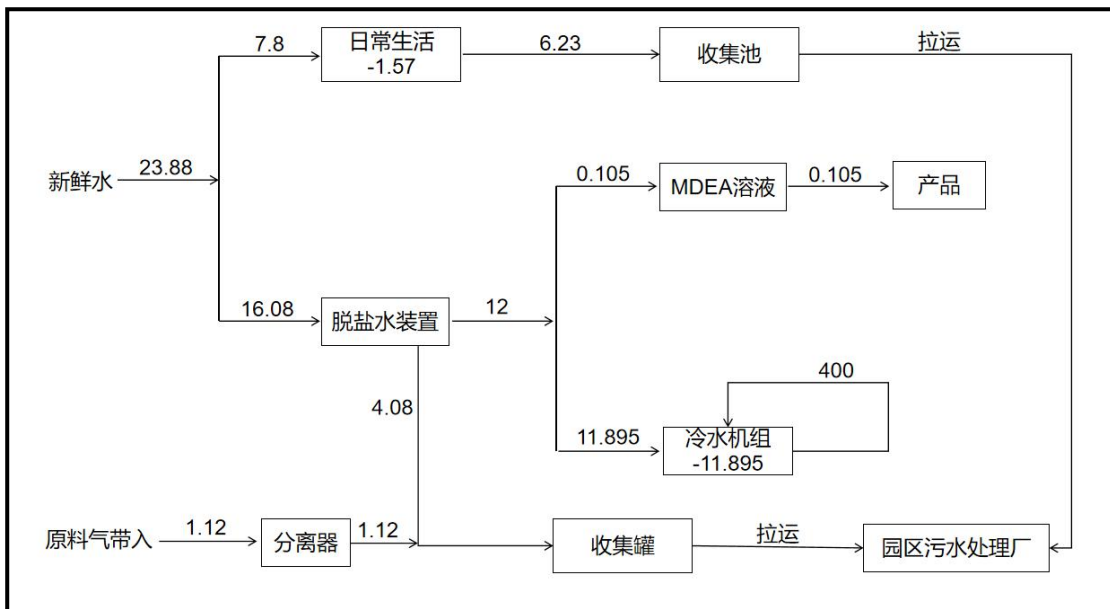 7.8
日常生活
-1.57
6.23
收集池
拉运
新鲜水
23.88
0.105
MDEA溶液
0.105
产品
16.08
脱盐水装置
12
400
4.08
11.895
冷水机组
-11.895
原料气带入
1.12
分离器
1.12
收集罐
拉运
园区污水处理厂